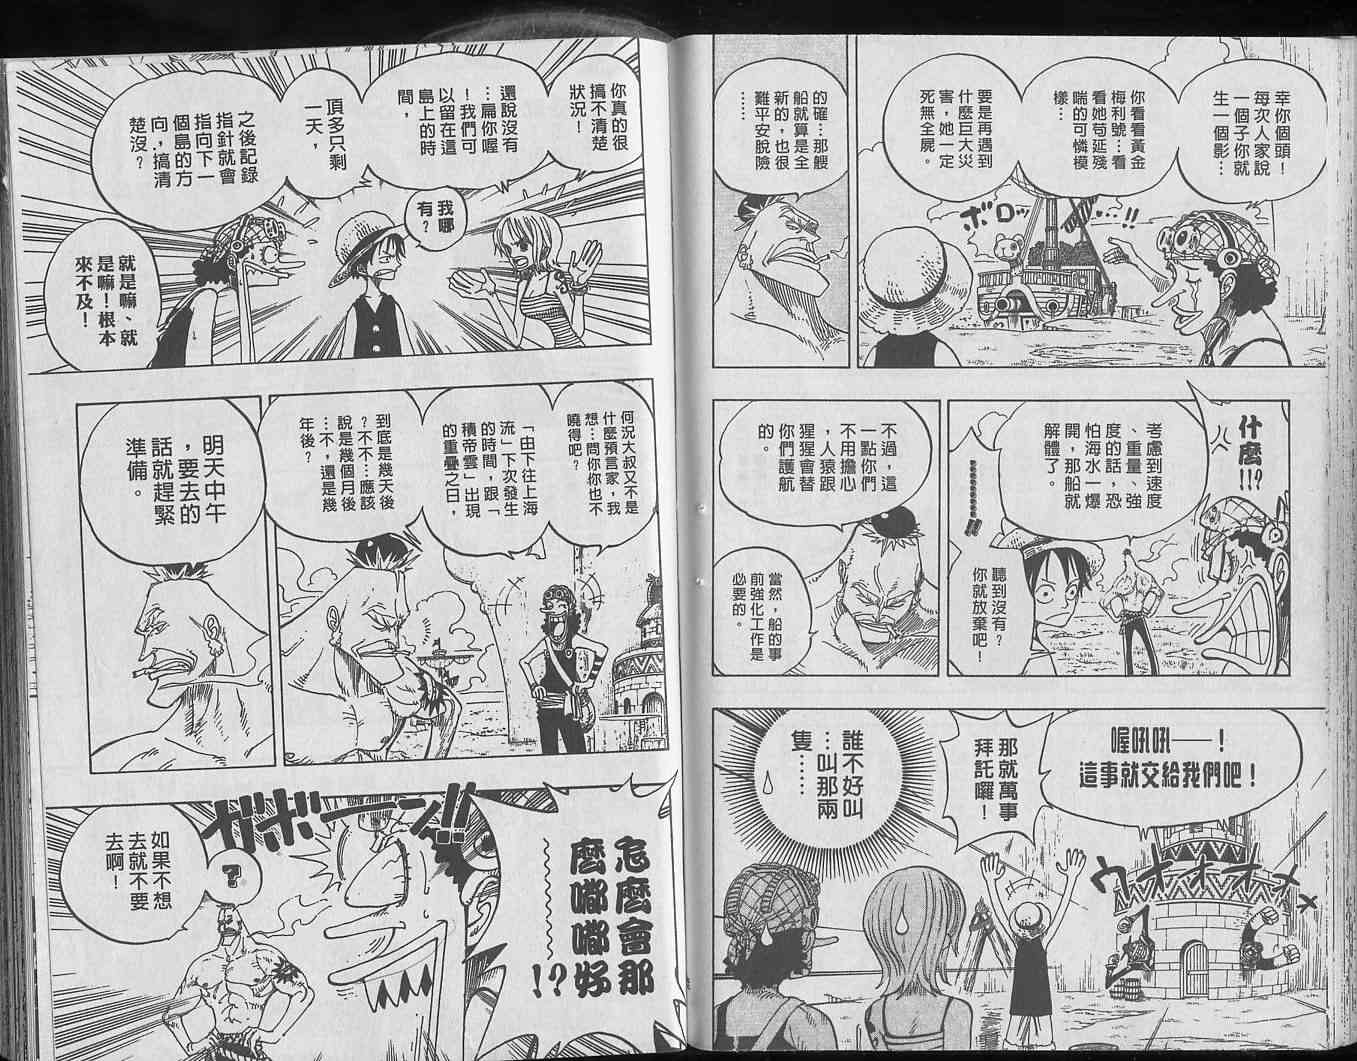 幸你個頭!
每次人家說
一個子你就
生一個影…
你看看黃金
梅利號…看
看她苟延殘
喘的可憐模
樣…
要是再遇到
什麼巨大災
害,她一定
死無全屍。
的確…那艘
船就算是全
新的,也很
難平安脫險
……
ボロッ…!!
什麼!!?
考慮到速度
、重量、強
度的話,恐
怕海水一爆
開,那船就
解體了。
…………!!
聽到沒有?
你就放棄吧!
不過,這
一點你們
不用擔心
,人猿跟
猩猩會替
你們護航
的。
當然,船的事
前強化工作是
必要的。
喔吼吼──!
這事就交給我們吧!
那就萬事
拜託囉!
誰不好叫
…叫那兩
隻……
ウオオオオメ
你真的很
搞不清楚
狀況!
還說沒有
…扁你喔
!我們可
以留在這
島上的時
間,
頂多只剩
一天,
之後記錄
指針就會
指向下一
個島的方
向,搞清
楚沒?
我哪
有?
就是嘛、就
是嘛!根本
來不及!
何況大叔又不是
什麼預言家,我
想…問你你也不
曉得吧?
「由下往上海
流」下次發生
的時間,跟「
積帝雲」出現
的重疊之日,
到底是幾天後
?不不…應該
說是幾個月後
…不,還是幾
年後?
明天中午
,要去的
話就趕緊
準備。
怎麼會那
麼嘟嘟好
!?
ガボーーン!!
?
如果不想
去就不要
去啊!